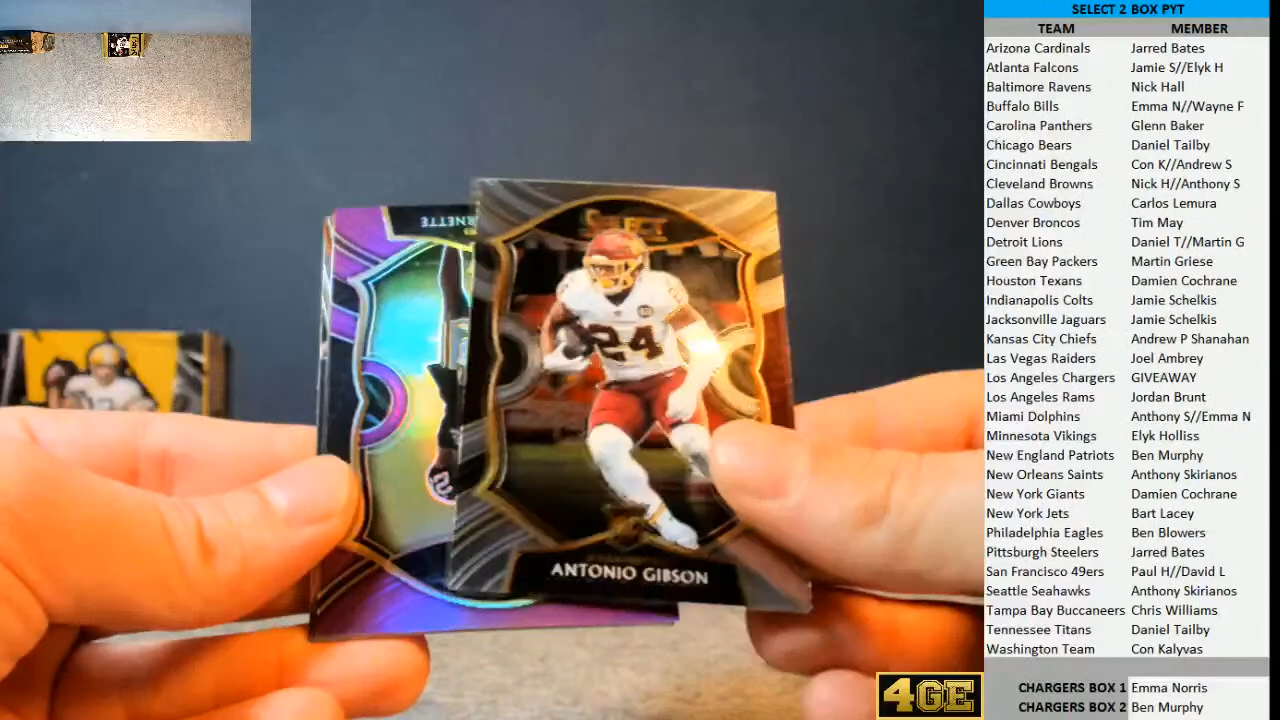 SELECT 2 BOX PYT
TEAM MEMBER
Arizona Cardinals Jarred Bates
Atlanta Falcons Jamie S//Elyk H
Baltimore Ravens Nick Hall
Buffalo Bills Emma N//Wayne F
Carolina Panthers Glenn Baker
Chicago Bears Daniel Tailby
Cincinnati Bengals Con K//Andrew S
Cleveland Browns Nick H//Anthony S
Dallas Cowboys Carlos Lemura
Denver Broncos Tim May
Detroit Lions Daniel T//Martin G
Green Bay Packers Martin Griese
Houston Texans Damien Cochrane
Indianapolis Colts Jamie Schelkis
Jacksonville Jaguars Jamie Schelkis
Kansas City Chiefs Andrew P Shanahan
Las Vegas Raiders Joel Ambrey
Los Angeles Chargers GIVEAWAY
Los Angeles Rams Jordan Brunt
Miami Dolphins Anthony S//Emma N
Minnesota Vikings Elyk Holliss
New England Patriots Ben Murphy
New Orleans Saints Anthony Skirianos
New York Giants Damien Cochrane
New York Jets Bart Lacey
Philadelphia Eagles Ben Blowers
Pittsburgh Steelers Jarred Bates
San Francisco 49ers Paul H//David L
Seattle Seahawks Anthony Skirianos
Tampa Bay Buccaneers Chris Williams
Tennessee Titans Daniel Tailby
Washington Team Con Kalyvas
CHARGERS BOX 1 Emma Norris
CHARGERS BOX 2 Ben Murphy
4GE
SELECT
24
ANTONIO GIBSON
RNETTE